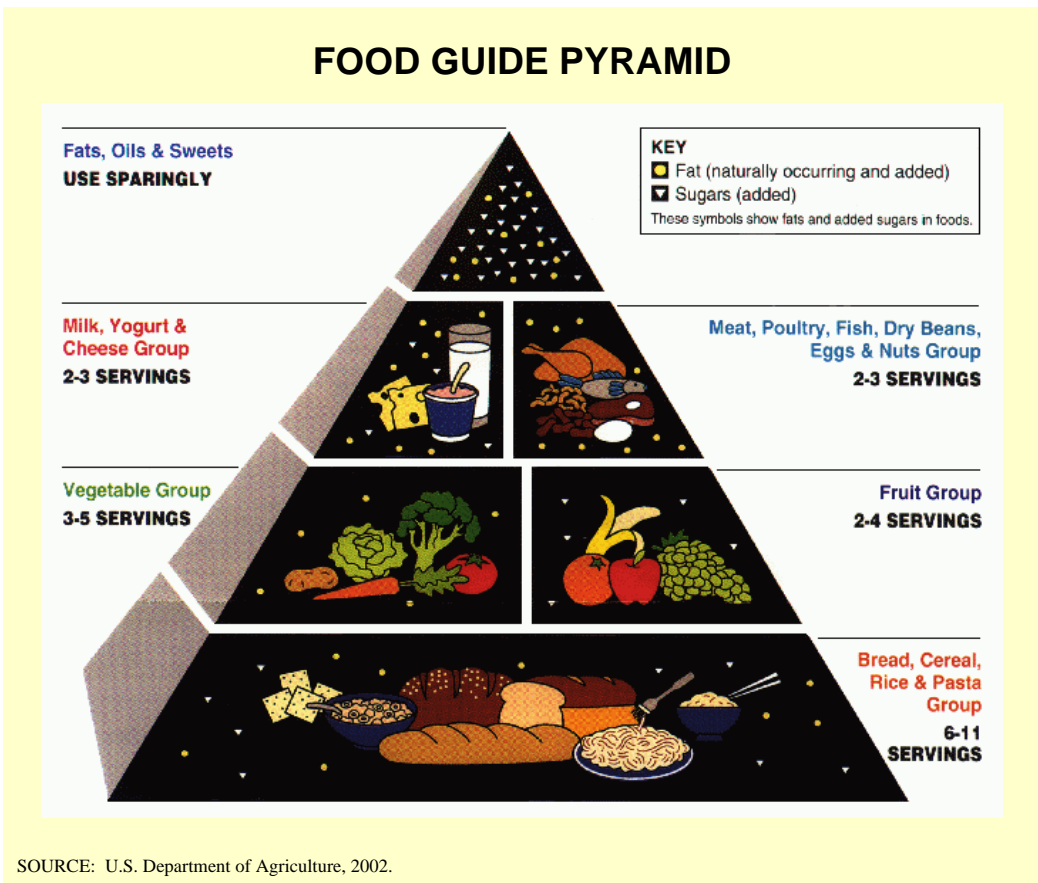 FOOD GUIDE PYRAMID
Fats, Oils & Sweets
USE SPARINGLY
KEY
Fat (naturally occurring and added)
Sugars (added)
These symbols show fats and added sugars in foods.
Milk, Yogurt &
Cheese Group
2-3 SERVINGS
Meat, Poultry, Fish, Dry Beans,
Eggs & Nuts Group
2-3 SERVINGS
Vegetable Group
3-5 SERVINGS
Fruit Group
2-4 SERVINGS
Bread, Cereal,
Rice & Pasta
Group
6-11
SERVINGS
SOURCE: U.S. Department of Agriculture, 2002.